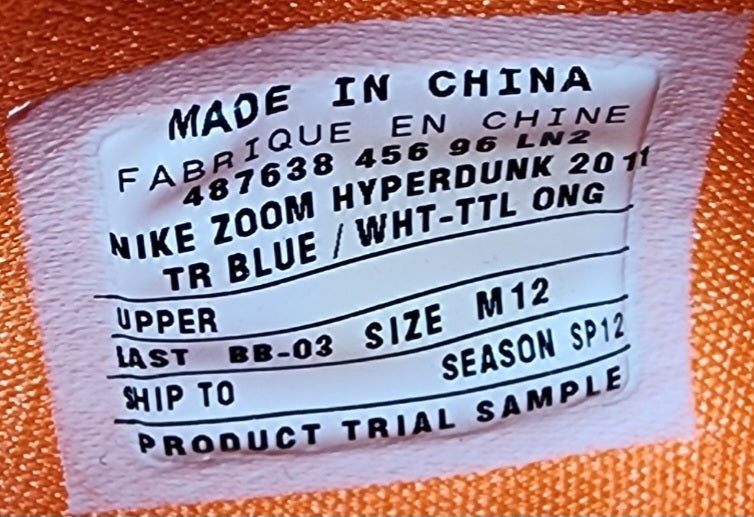 MADE IN CHINA
FABRIQUE EN CHINE
487638 456 96 LN2
NIKE ZOOM HYPERDUNK 2011
TR BLUE / WHT-TTL ONG
UPPER
LAST BB-03 SIZE M 12
SHIP TO SEASON SP12
PRODUCT TRIAL SAMPLE